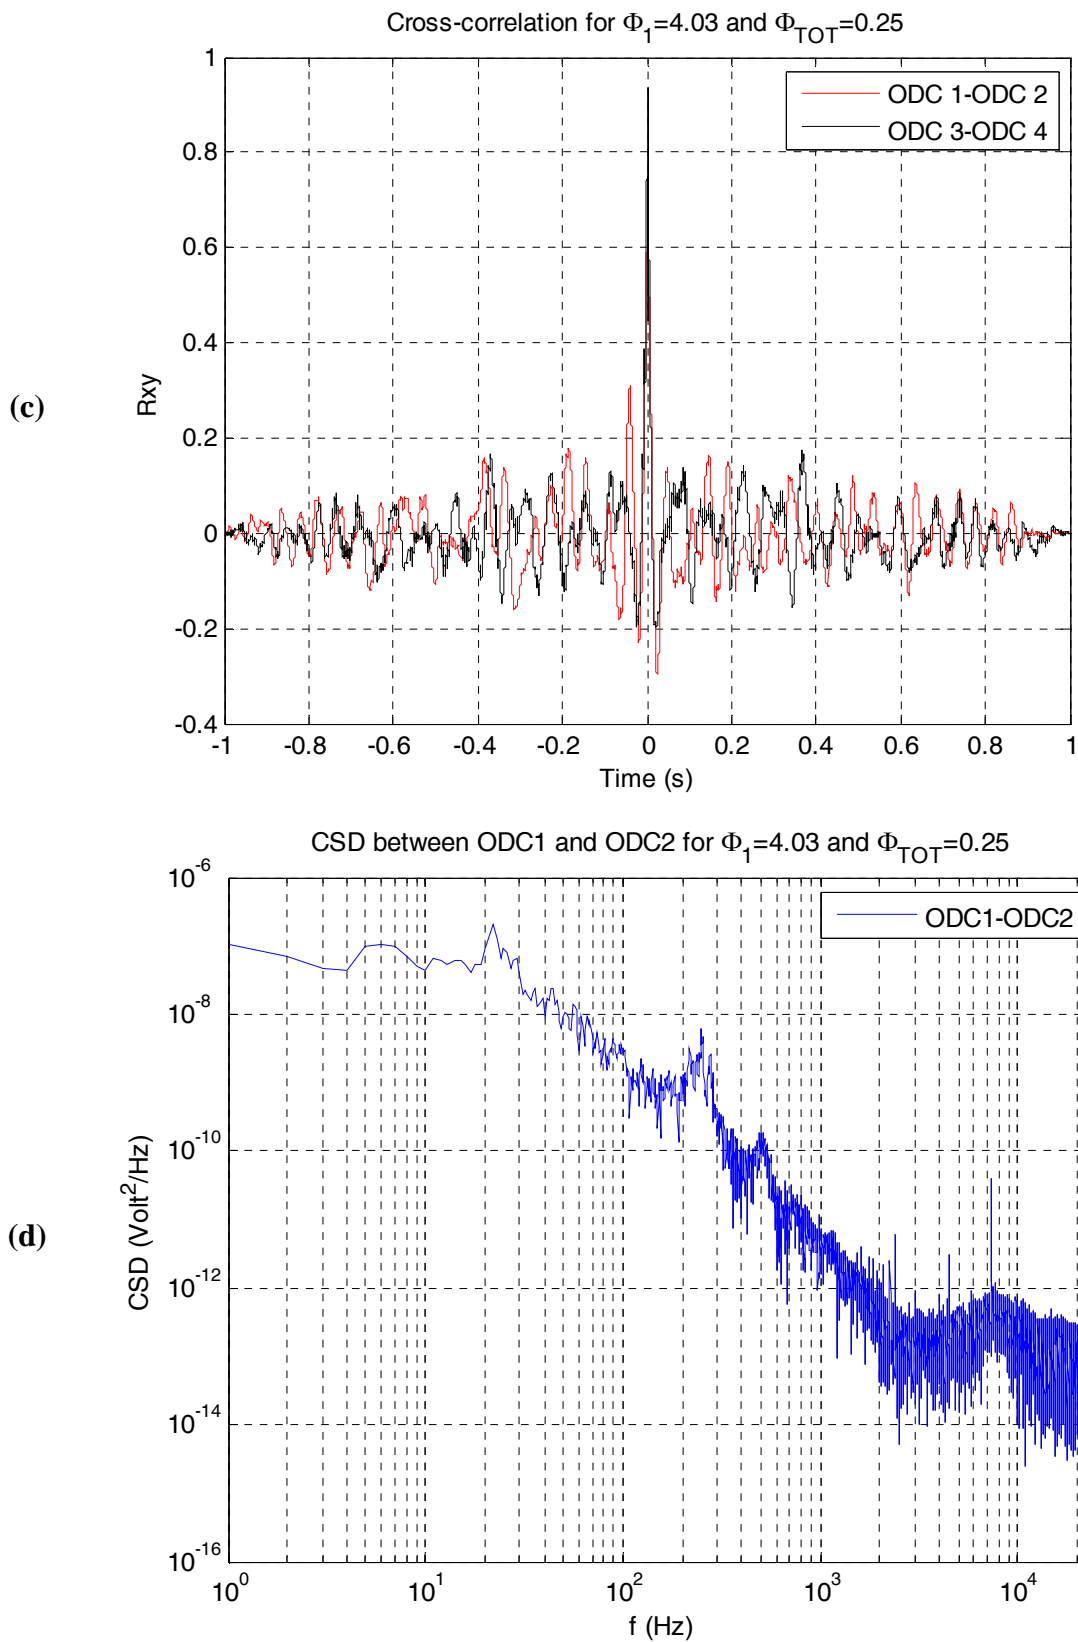 Cross-correlation for Φ1=4.03 and ΦTOT=0.25
1
0.8
0.6
0.4
0.2
0
-0.2
-0.4
Rxy
ODC 1-ODC 2
ODC 3-ODC 4
(c)
-1 -0.8 -0.6 -0.4 -0.2 0 0.2 0.4 0.6 0.8 1
Time (s)
CSD between ODC1 and ODC2 for Φ1=4.03 and ΦTOT=0.25
10-6
10-8
10-10
10-12
10-14
10-16
CSD (Volt2/Hz)
ODC1-ODC2
(d)
100 101 102 103 104
f (Hz)